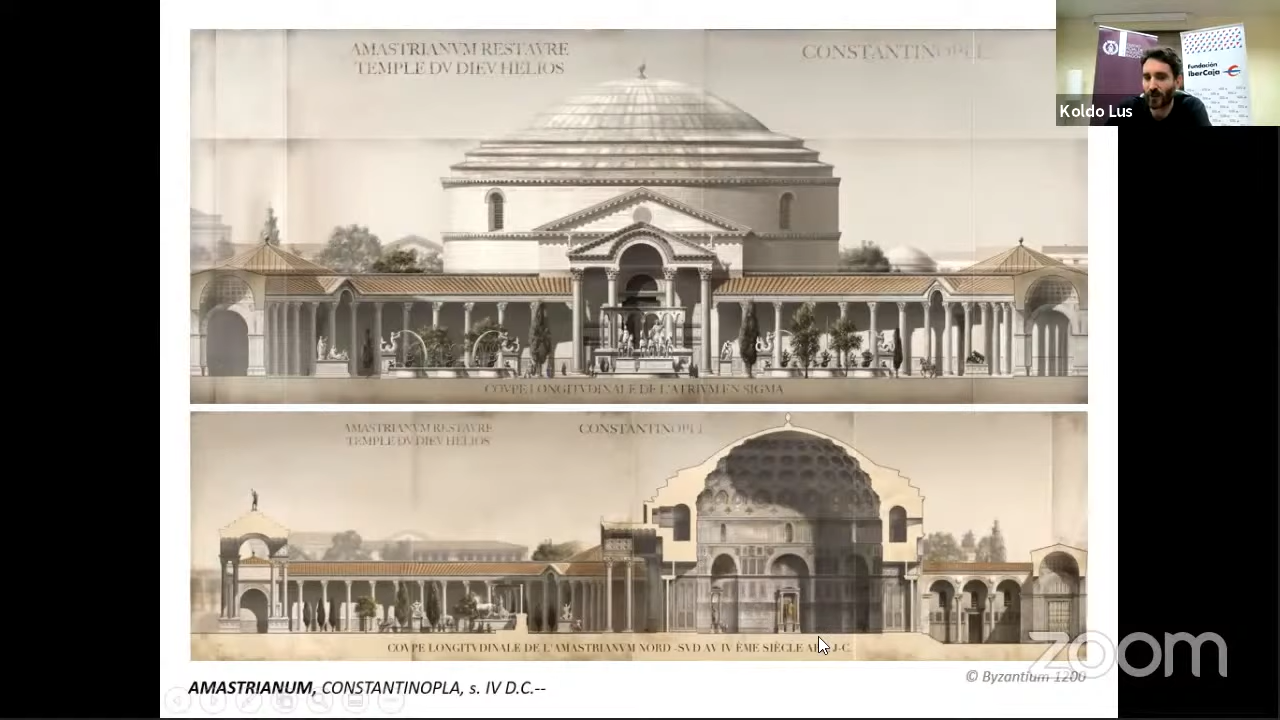 AMASTRIANVM RESTAVRE
TEMPLE DV DIEV HELIOS
CONSTANTINOPLE
COVPE LONGITVDINALE DE L'ATRIVM EN SIGMA
AMASTRIANVM RESTAVRE
TEMPLE DV DIEV HELIOS
CONSTANTINOPLE
COVPE LONGITVDINALE DE L'AMASTRIANVM NORD-SVD AV IV ÈME SIÈCLE J-C.
AMASTRIANUM, CONSTANTINOPLA, s. IV D.C.--
© Byzantium 1200
Fundación
iberCaja
Koldo Lus
zoom